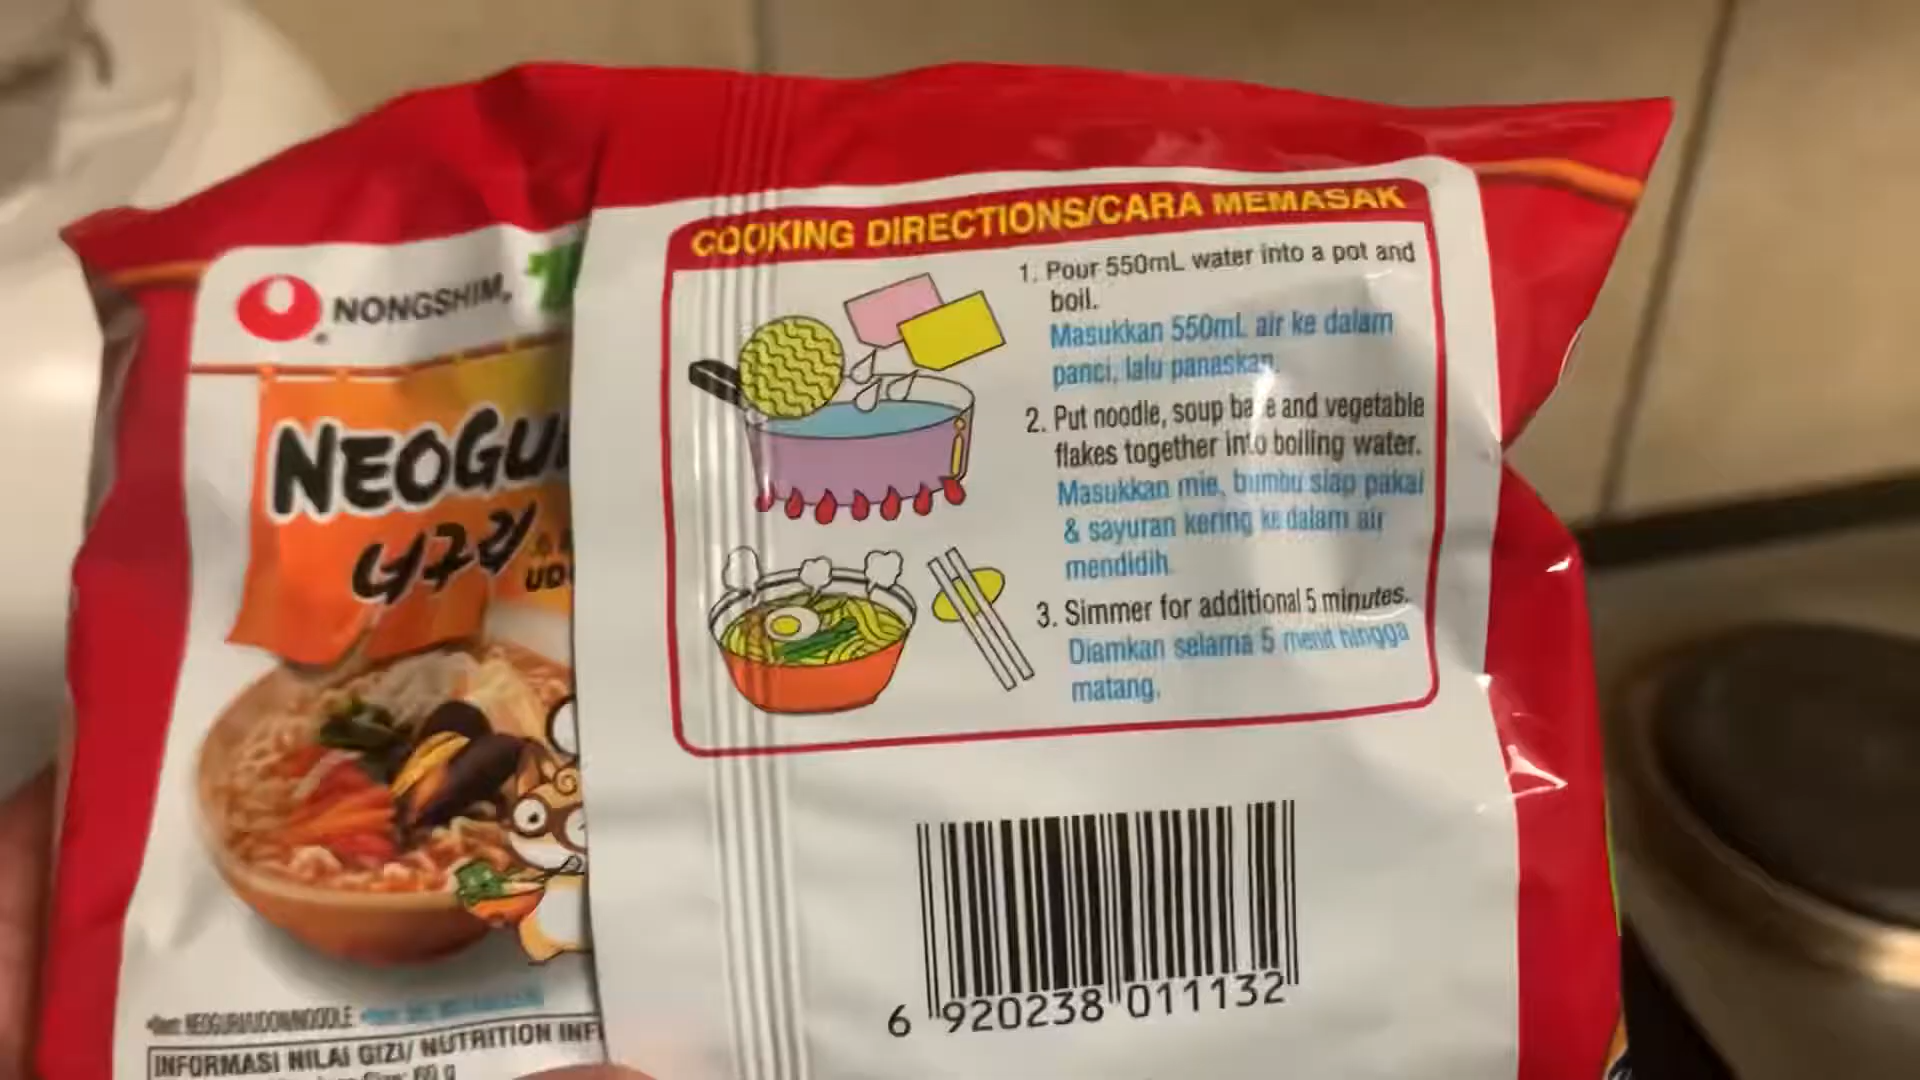 NONGSHIM
NEOGU
너구리
UD
COOKING DIRECTIONS/CARA MEMASAK
1. Pour 550mL water into a pot and
boil.
Masukkan 550mL air ke dalam
panci, lalu panaskan.
2. Put noodle, soup ba e and vegetable
flakes together into boiling water.
Masukkan mie, bumbu siap pakai
& sayuran kering ke dalam air
mendidih.
3. Simmer for additional 5 minutes.
Diamkan selama 5 menit hingga
matang.
6 920238 011132
INFORMASI NILAI GIZI/ NUTRITION INF